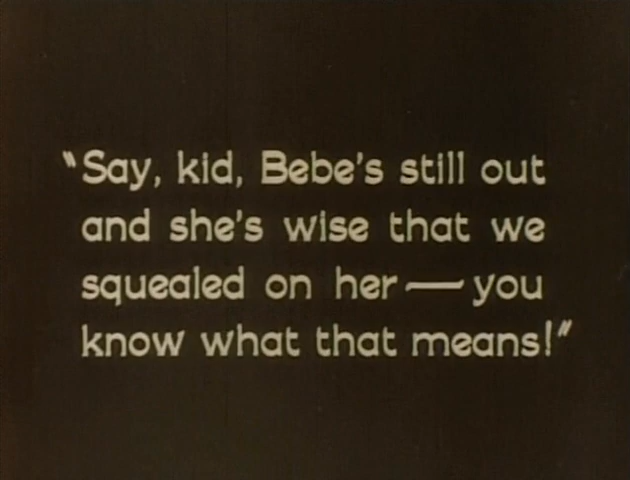 "Say, kid, Bebe's still out
and she's wise that we
squealed on her — you
know what that means!"